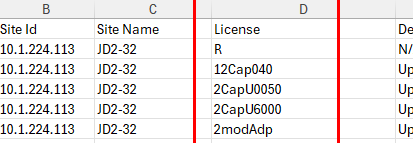 B C D
Site Id Site Name License De
10.1.224.113 JD2-32 R N/
10.1.224.113 JD2-32 12Cap040 Up
10.1.224.113 JD2-32 2CapU0050 Up
10.1.224.113 JD2-32 2CapU6000 Up
10.1.224.113 JD2-32 2modAdp Up